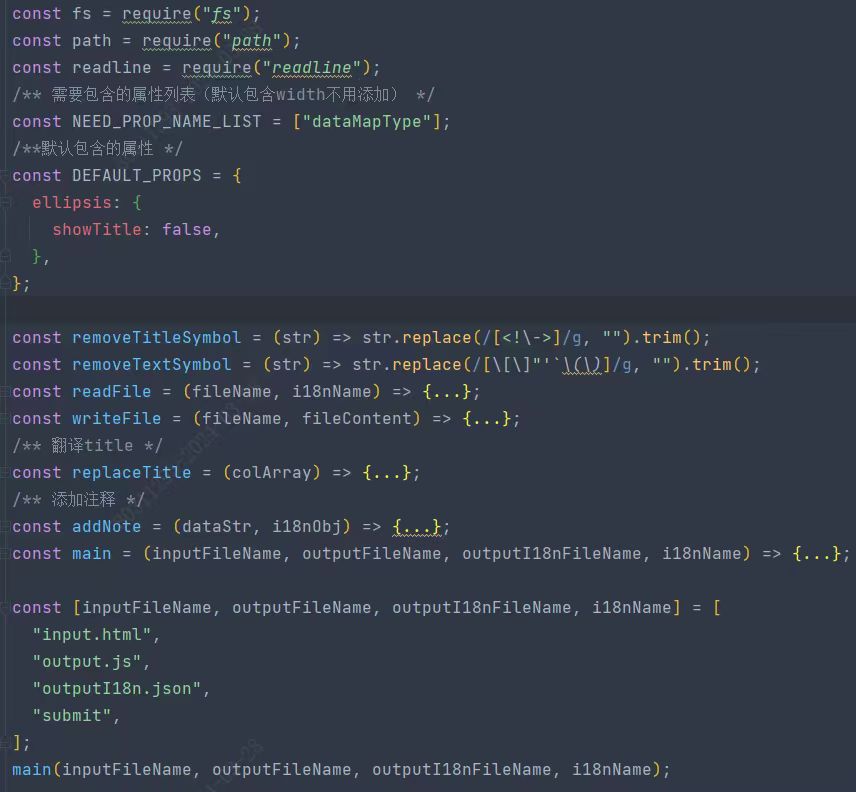 const fs = require("fs");
const path = require("path");
const readline = require("readline");
/** 需要包含的属性列表（默认包含width不用添加） */
const NEED_PROP_NAME_LIST = ["dataMapType"];
/**默认包含的属性 */
const DEFAULT_PROPS = {
  ellipsis: {
    showTitle: false,
  },
};

const removeTitleSymbol = (str) => str.replace(/[<!\->]/g, "").trim();
const removeTextSymbol = (str) => str.replace(/[\[\]"'`\(\)]/g, "").trim();
const readFile = (fileName, i18nName) => {...};
const writeFile = (fileName, fileContent) => {...};
/** 翻译title */
const replaceTitle = (colArray) => {...};
/** 添加注释 */
const addNote = (dataStr, i18nObj) => {...};
const main = (inputFileName, outputFileName, outputI18nFileName, i18nName) => {...};

const [inputFileName, outputFileName, outputI18nFileName, i18nName] = [
  "input.html",
  "output.js",
  "outputI18n.json",
  "submit",
];
main(inputFileName, outputFileName, outputI18nFileName, i18nName);